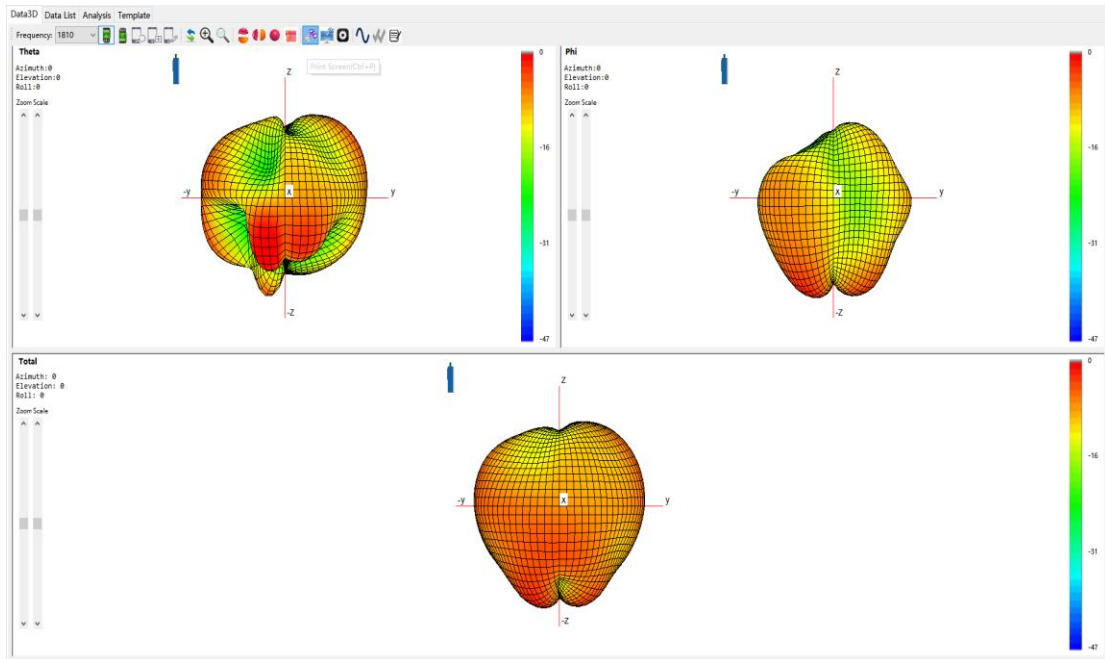 Data3D Data List Analysis Template
Frequency: 1810
Theta
Azimuth:0
Elevation:0
Roll:0
Zoom Scale
Print Screen(Ctrl+P)
Z
-y
X
y
-Z
0
-16
-31
-47
Phi
Azimuth:0
Elevation:0
Roll:0
Zoom Scale
Z
-y
X
y
-Z
0
-16
-31
-47
Total
Azimuth: 0
Elevation: 0
Roll: 0
Zoom Scale
Z
-y
X
y
-Z
0
-16
-31
-47